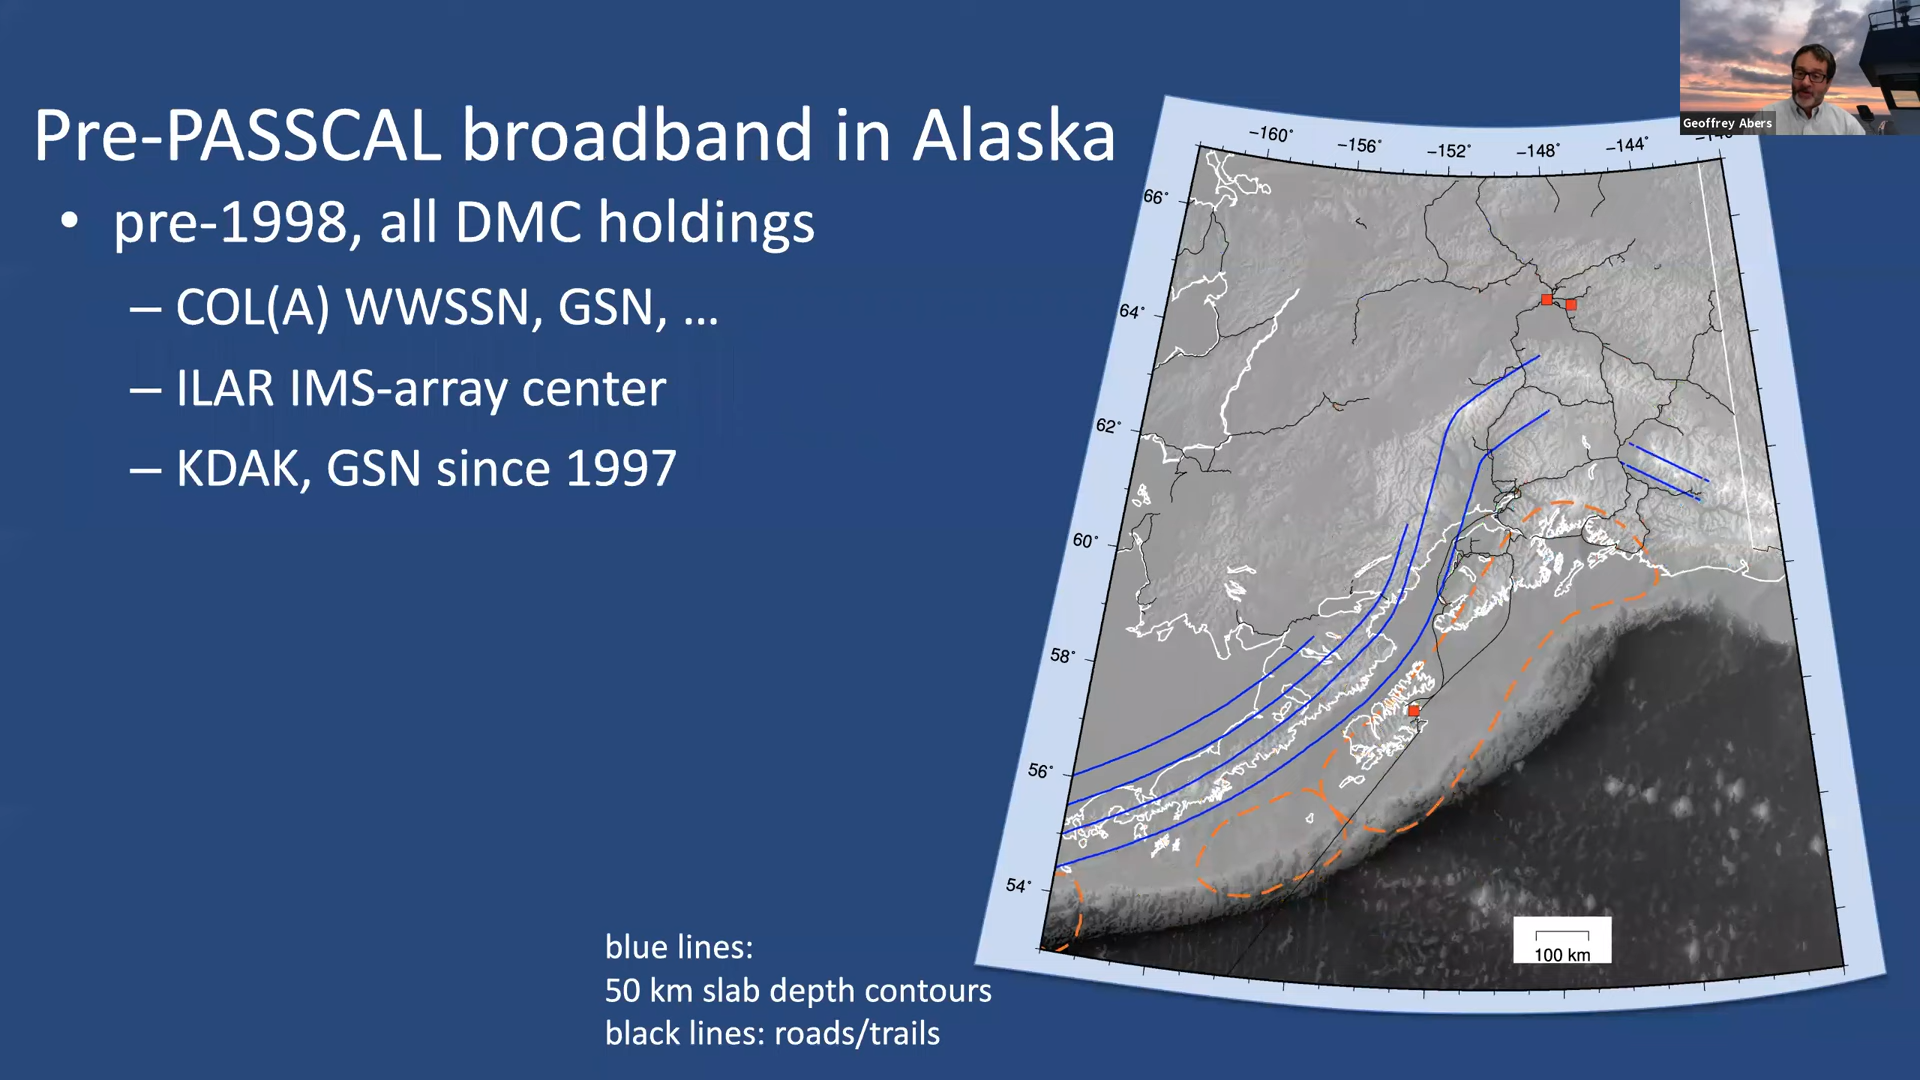 Pre-PASSCAL broadband in Alaska
• pre-1998, all DMC holdings
– COL(A) WWSSN, GSN, ...
– ILAR IMS-array center
– KDAK, GSN since 1997
blue lines:
50 km slab depth contours
black lines: roads/trails
Geoffrey Abers
-160°
-156°
-152°
-148°
-144°
66°
64°
62°
60°
58°
56°
54°
100 km